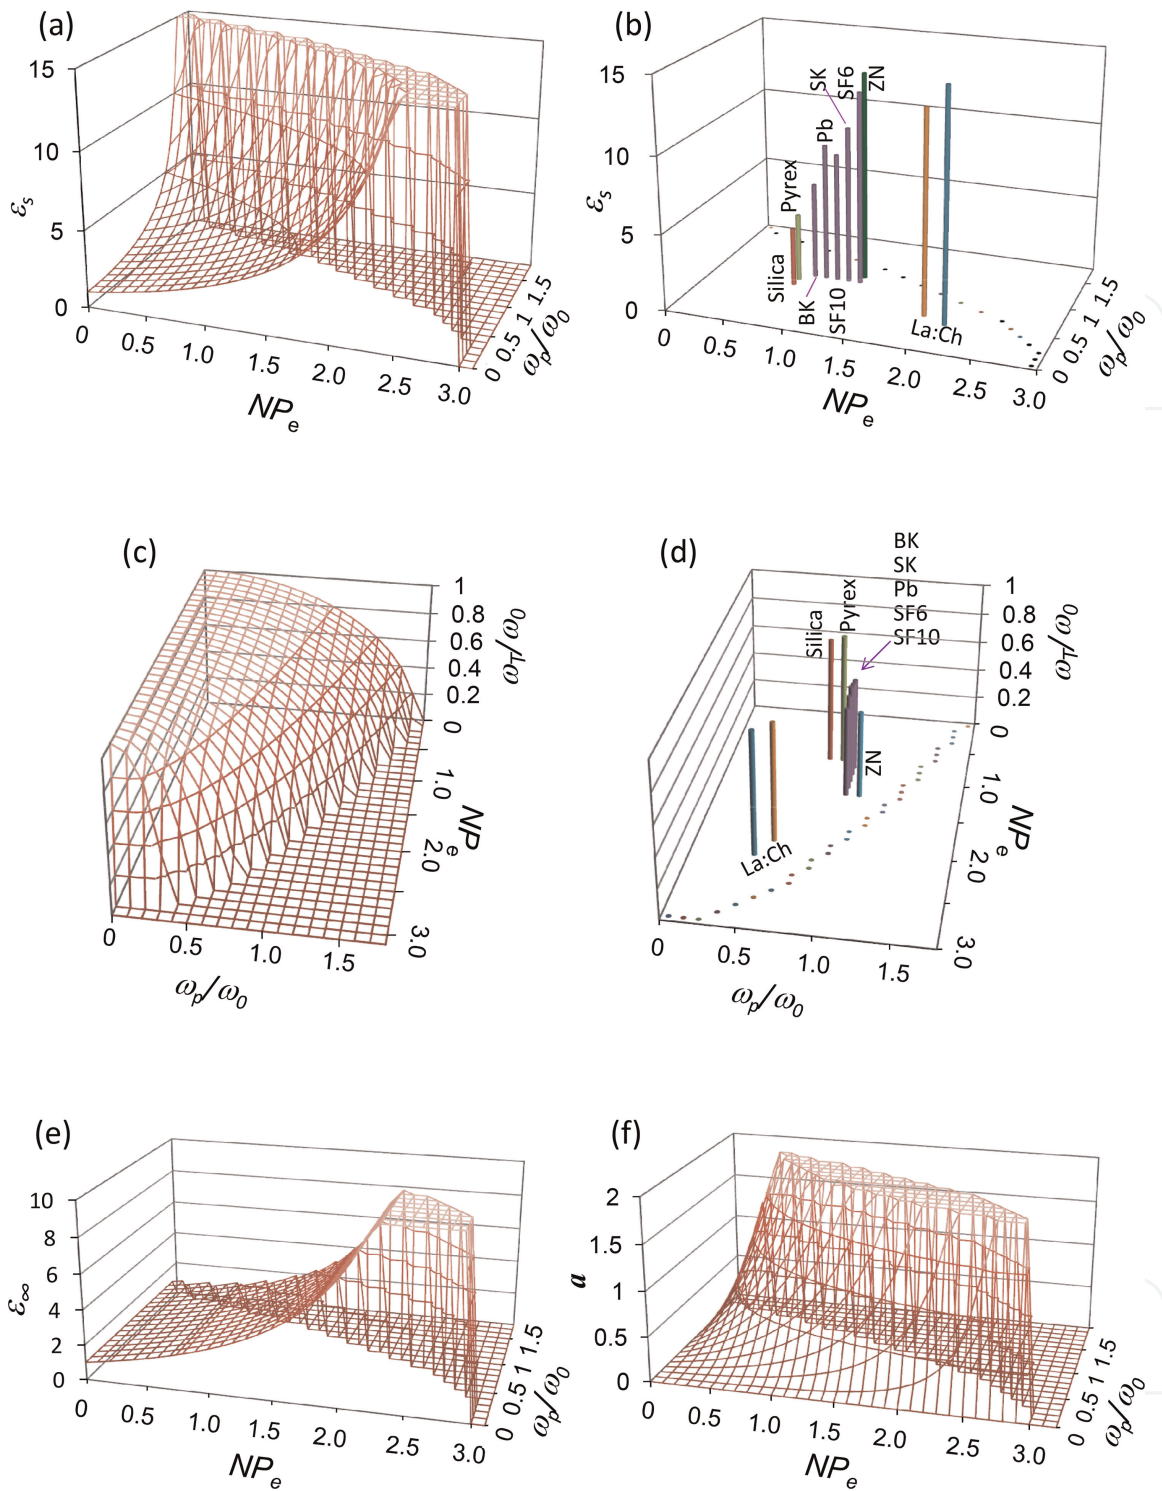 (a)
15
10
5
0
εs
0
0.5
1.0
1.5
2.0
2.5
3.0
NPe
0 0.5 1 1.5
ωp/ω0
(b)
15
10
5
0
εs
Silica
Pyrex
BK
Pb
SF10
SK
SF6
ZN
La:Ch
0
0.5
1.0
1.5
2.0
2.5
3.0
NPe
0 0.5 1 1.5
ωp/ω0
(c)
1
0.8
0.6
0.4
0.2
0
ωT/ω0
1.0
2.0
3.0
NPe
0
0.5
1.0
1.5
ωp/ω0
(d)
BK
SK
Pb
SF6
SF10
Silica
Pyrex
ZN
La:Ch
1
0.8
0.6
0.4
0.2
0
ωT/ω0
1.0
2.0
3.0
NPe
0
0.5
1.0
1.5
ωp/ω0
(e)
10
8
6
4
2
0
ε∞
0
0.5
1.0
1.5
2.0
2.5
3.0
NPe
0 0.5 1 1.5
ωp/ω0
(f)
2
1.5
1
0.5
0
a
0
0.5
1.0
1.5
2.0
2.5
3.0
NPe
0 0.5 1 1.5
ωp/ω0